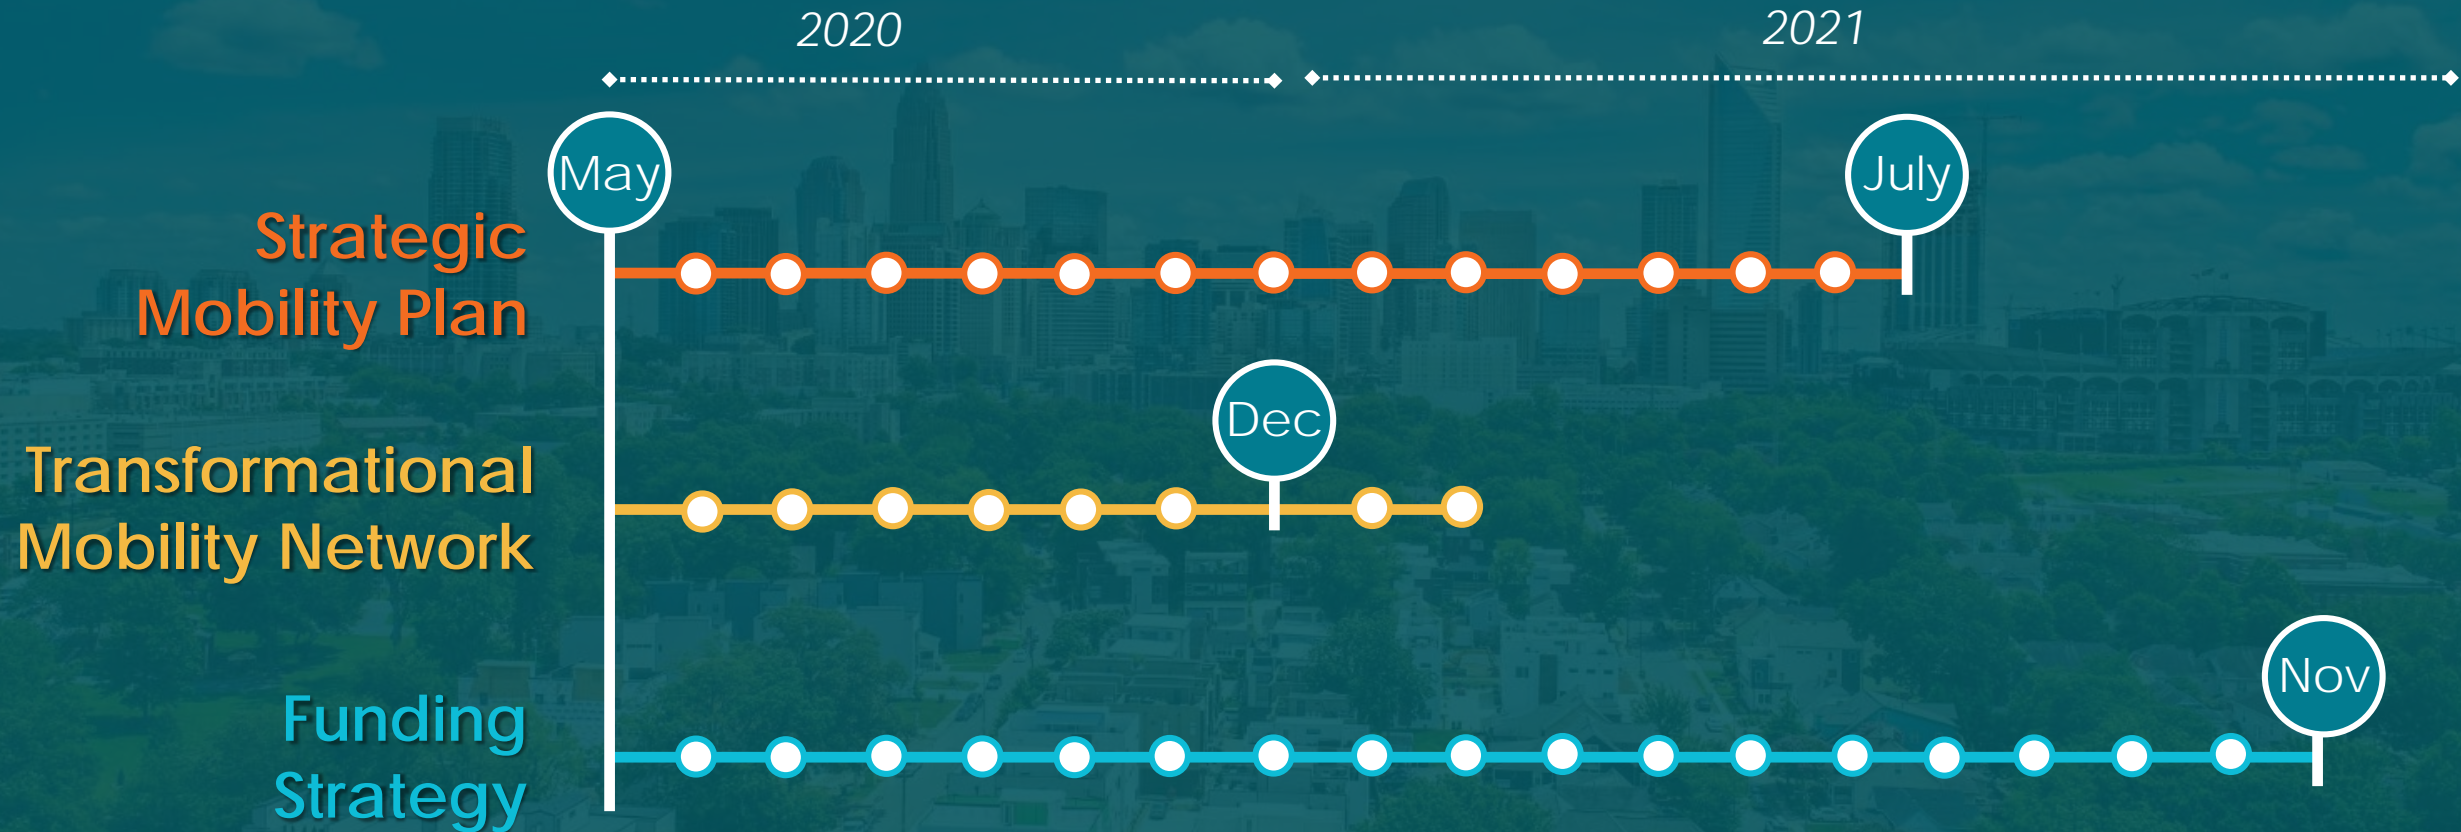 2020
2021
May
July
Strategic
Mobility Plan
Dec
Transformational
Mobility Network
Nov
Funding
Strategy